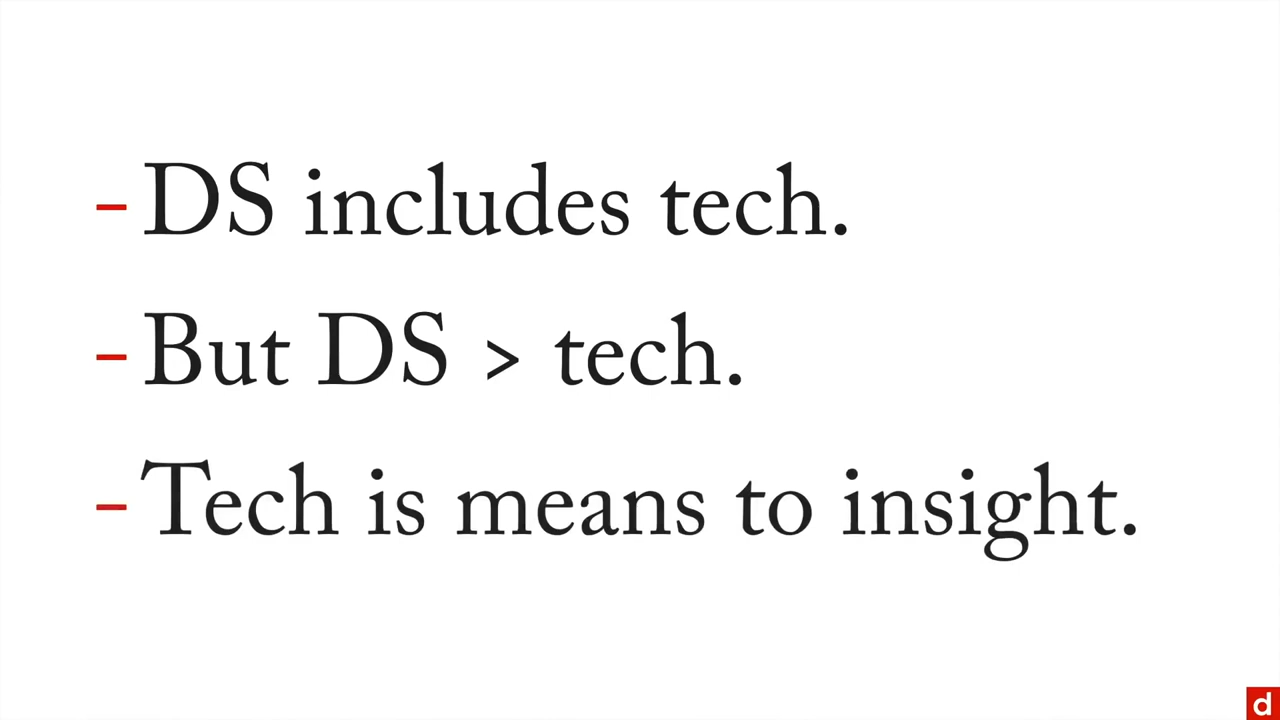 - DS includes tech.
- But DS > tech.
- Tech is means to insight.
d